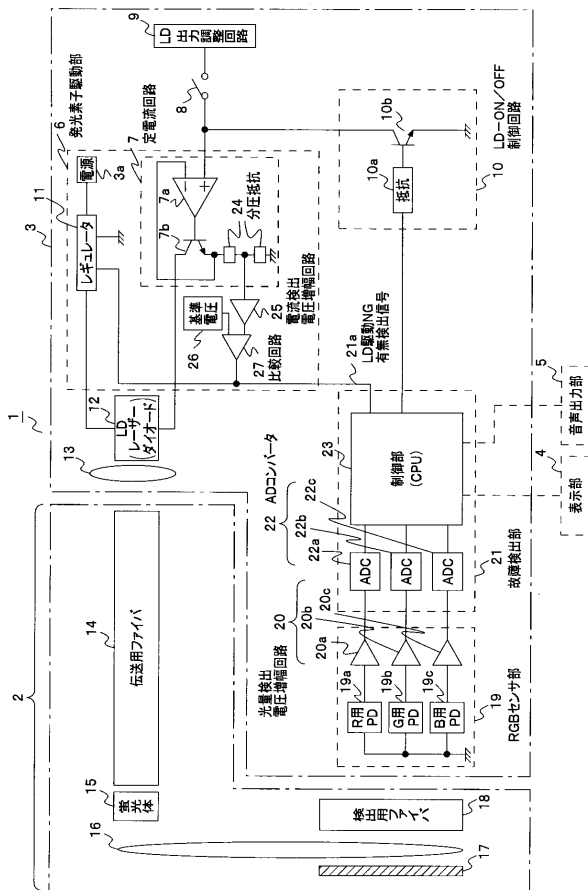 1
2
3
9
LD
出力調整回路
8
6
発光素子駆動部
7
定電流回路
11
レギュレータ
電源
3a
7a
7b
24
分圧抵抗
基準
電圧
26
25
電流検出
電圧増幅回路
27
比較回路
10b
10a
抵抗
10
LD-ON/OFF
制御回路
12
LD
(レーザーダイオード)
13
21a
LD駆動NG
有無検出信号
5
音声出力部
4
表示部
23
制御部
(CPU)
22
ADコンバータ
22a
22b
22c
ADC
ADC
ADC
21
故障検出部
20
光量検出
電圧増幅回路
20a
20b
20c
19a
19b
19c
R用
PD
G用
PD
B用
PD
19
RGBセンサ部
14
伝送用ファイバ
15
蛍光体
16
18
検出用ファイバ
17